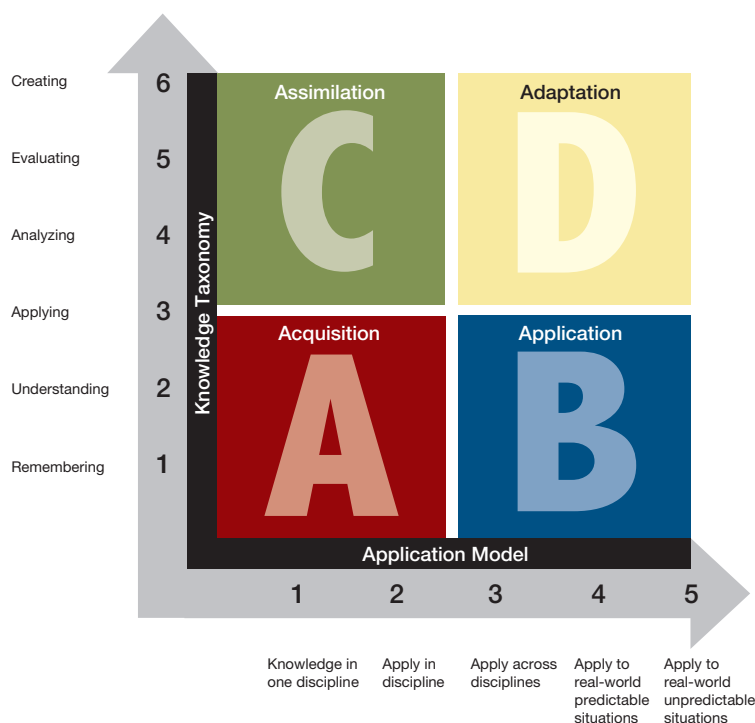 Creating
6
Evaluating
5
Analyzing
4
Applying
3
Understanding
2
Remembering
1
Knowledge Taxonomy
Assimilation
C
Adaptation
D
Acquisition
A
Application
B
Application Model
1
2
3
4
5
Knowledge in
one discipline
Apply in
discipline
Apply across
disciplines
Apply to
real-world
predictable
situations
Apply to
real-world
unpredictable
situations